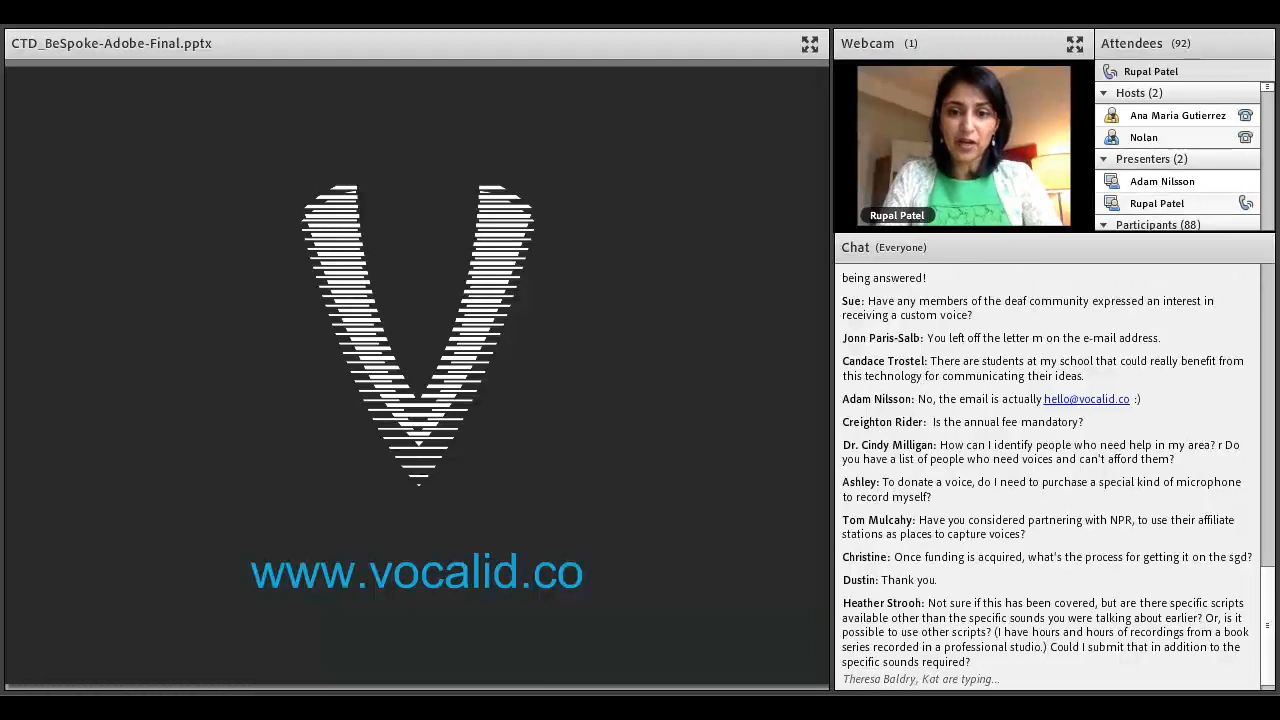 CTD_BeSpoke-Adobe-Final.pptx
www.vocalid.co
Webcam (1)
Rupal Patel
Attendees (92)
Rupal Patel
Hosts (2)
Ana Maria Gutierrez
Nolan
Presenters (2)
Adam Nilsson
Rupal Patel
Participants (88)
Chat (Everyone)
being answered!
Sue: Have any members of the deaf community expressed an interest in
receiving a custom voice?
Jonn Paris-Salb: You left off the letter m on the e-mail address.
Candace Trostel: There are students at my school that could really benefit from
this technology for communicating their ideas.
Adam Nilsson: No, the email is actually hello@vocalid.co :)
Creighton Rider: Is the annual fee mandatory?
Dr. Cindy Milligan: How can I identify people who need help in my area? r Do
you have a list of people who need voices and can't afford them?
Ashley: To donate a voice, do I need to purchase a special kind of microphone
to record myself?
Tom Mulcahy: Have you considered partnering with NPR, to use their affiliate
stations as places to capture voices?
Christine: Once funding is acquired, what's the process for getting it on the sgd?
Dustin: Thank you.
Heather Strooh: Not sure if this has been covered, but are there specific scripts
available other than the specific sounds you were talking about earlier? Or, is it
possible to use other scripts? (I have hours and hours of recordings from a book
series recorded in a professional studio.) Could I submit that in addition to the
specific sounds required?
Theresa Baldry, Kat are typing...